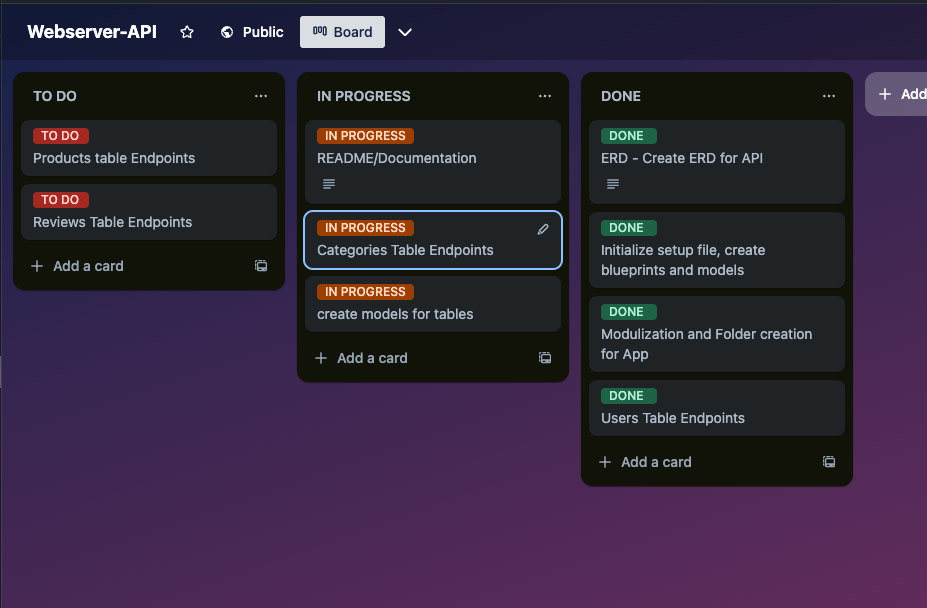 Webserver-API
Public
Board
TO DO
TO DO
Products table Endpoints
TO DO
Reviews Table Endpoints
Add a card
IN PROGRESS
IN PROGRESS
README/Documentation
IN PROGRESS
Categories Table Endpoints
IN PROGRESS
create models for tables
Add a card
DONE
DONE
ERD - Create ERD for API
DONE
Initialize setup file, create
blueprints and models
DONE
Modulization and Folder creation
for App
DONE
Users Table Endpoints
Add a card
Add